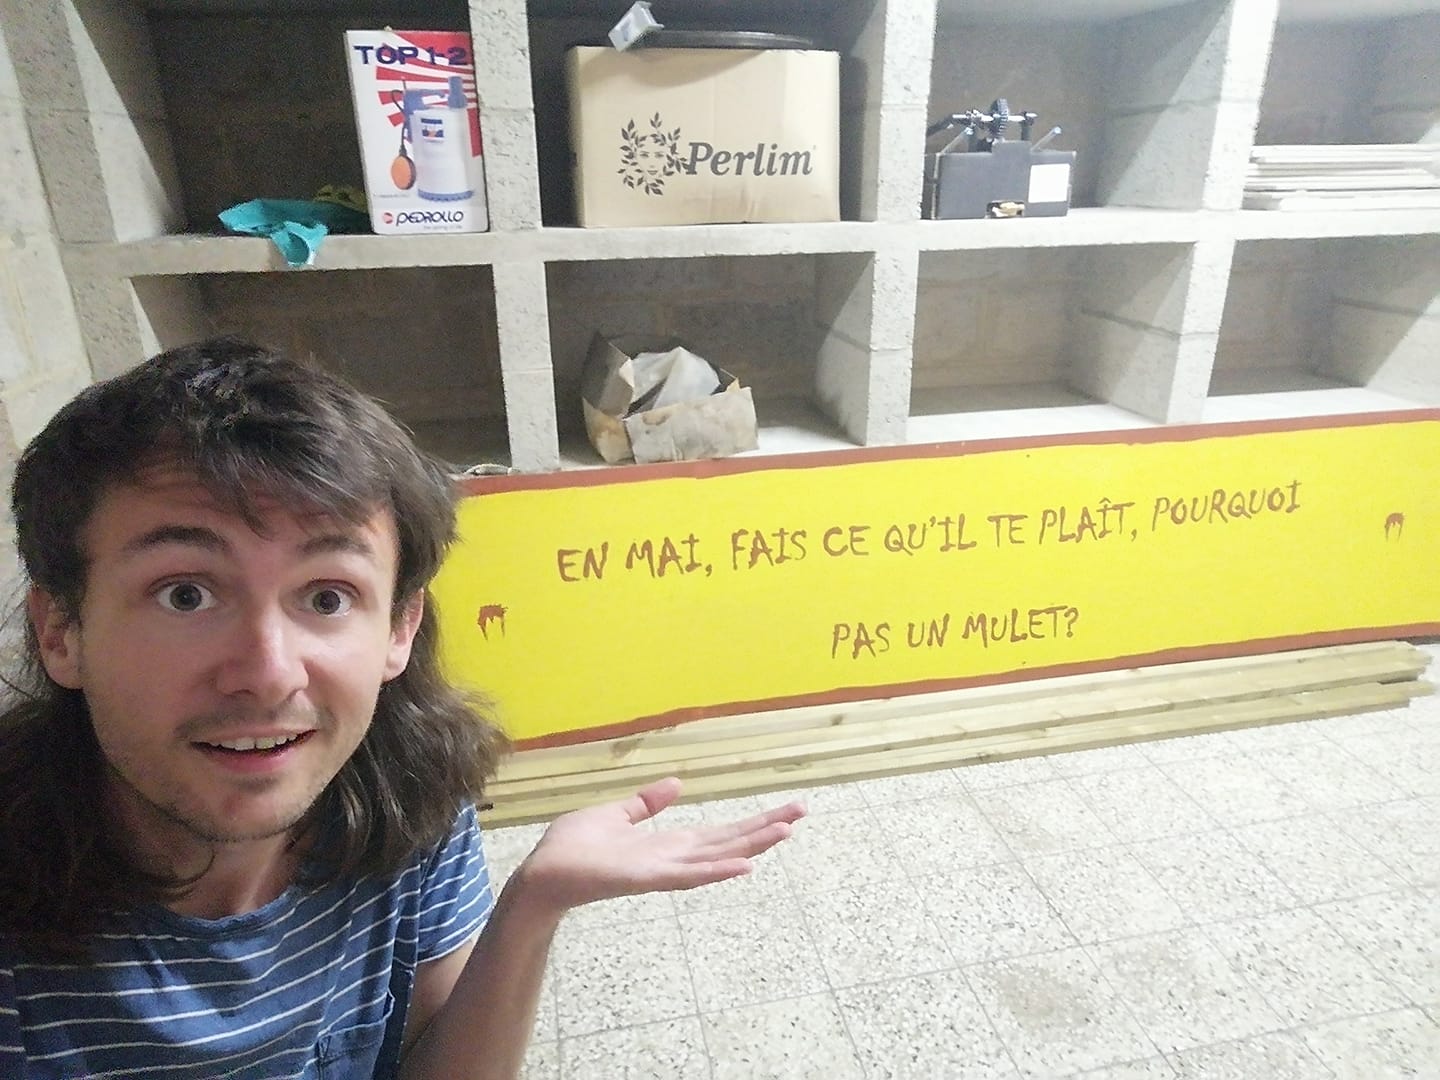 TOP 1-2
PEDROLLO
Perlim
EN MAI, FAIS CE QU'IL TE PLAÎT, POURQUOI
PAS UN MULET?